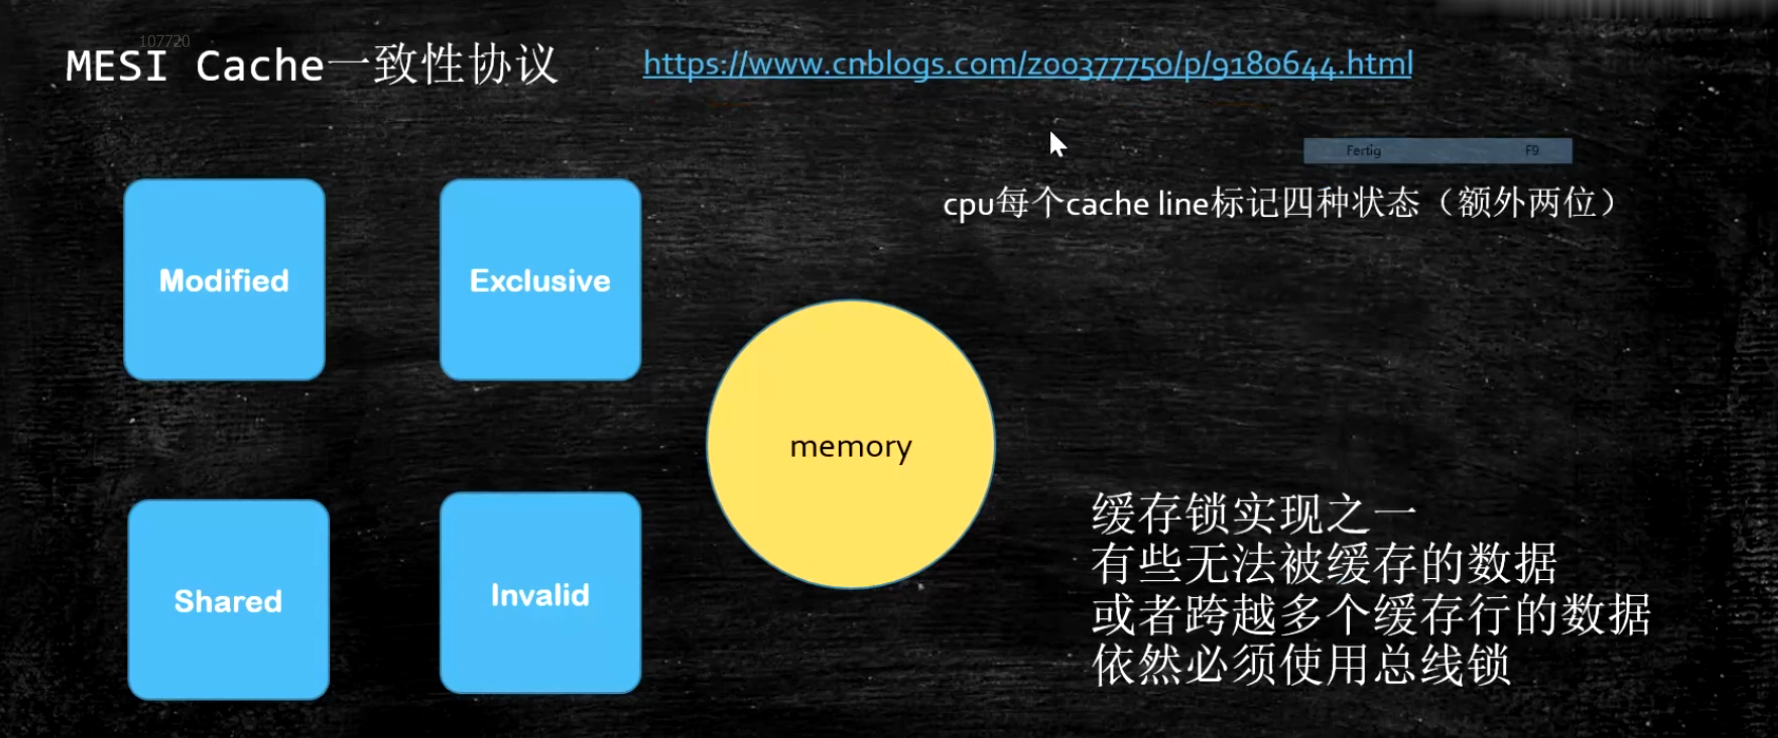 107720
MESI Cache一致性协议
https://www.cnblogs.com/z00377750/p/9180644.html
Fertig F9
cpu每个cache line标记四种状态（额外两位）
Modified
Exclusive
memory
Shared
Invalid
缓存锁实现之一
有些无法被缓存的数据
或者跨越多个缓存行的数据
依然必须使用总线锁